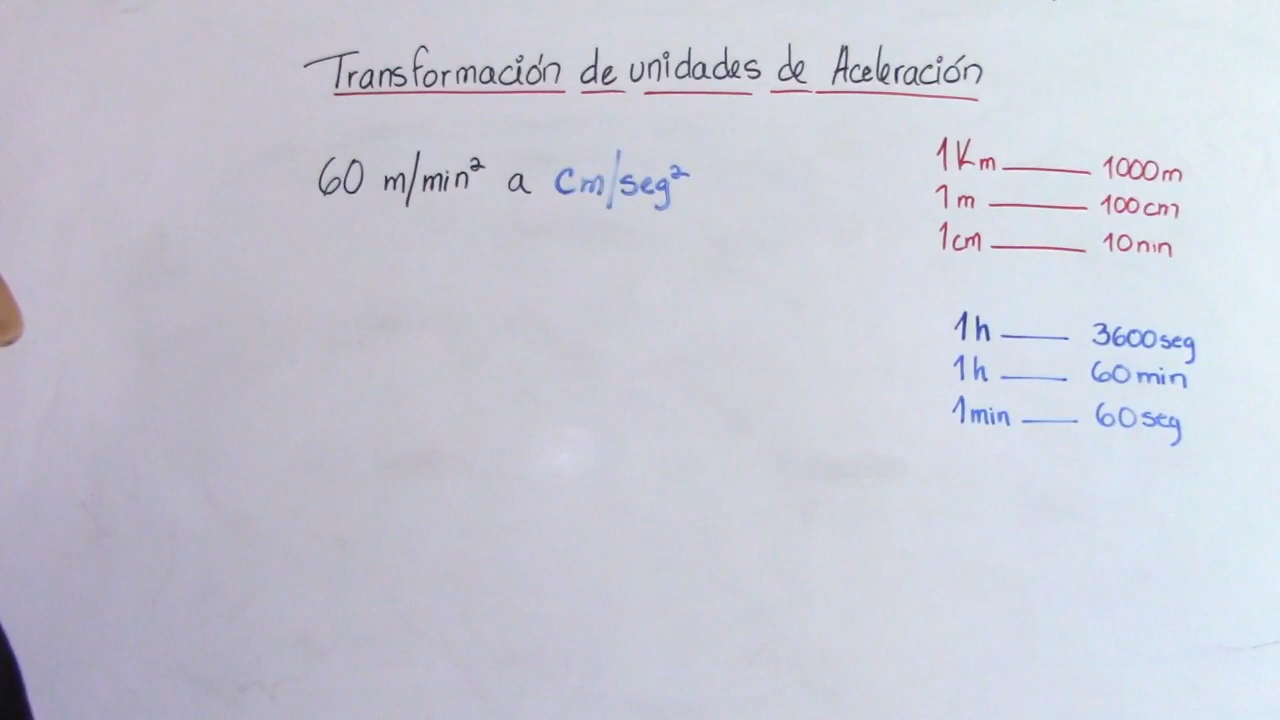 Transformación de unidades de Aceleración
60 m/min² a cm/seg²
1Km — 1000m
1m — 100cm
1cm — 10mm
1h — 3600seg
1h — 60min
1min — 60seg